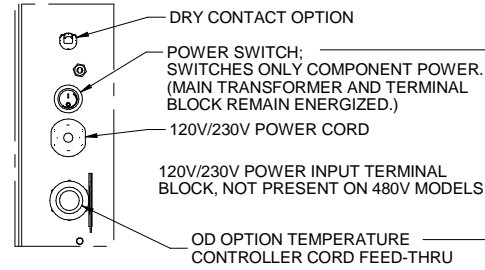 DRY CONTACT OPTION
POWER SWITCH;
SWITCHES ONLY COMPONENT POWER.
(MAIN TRANSFORMER AND TERMINAL
BLOCK REMAIN ENERGIZED.)
120V/230V POWER CORD
120V/230V POWER INPUT TERMINAL
BLOCK, NOT PRESENT ON 480V MODELS
OD OPTION TEMPERATURE
CONTROLLER CORD FEED-THRU